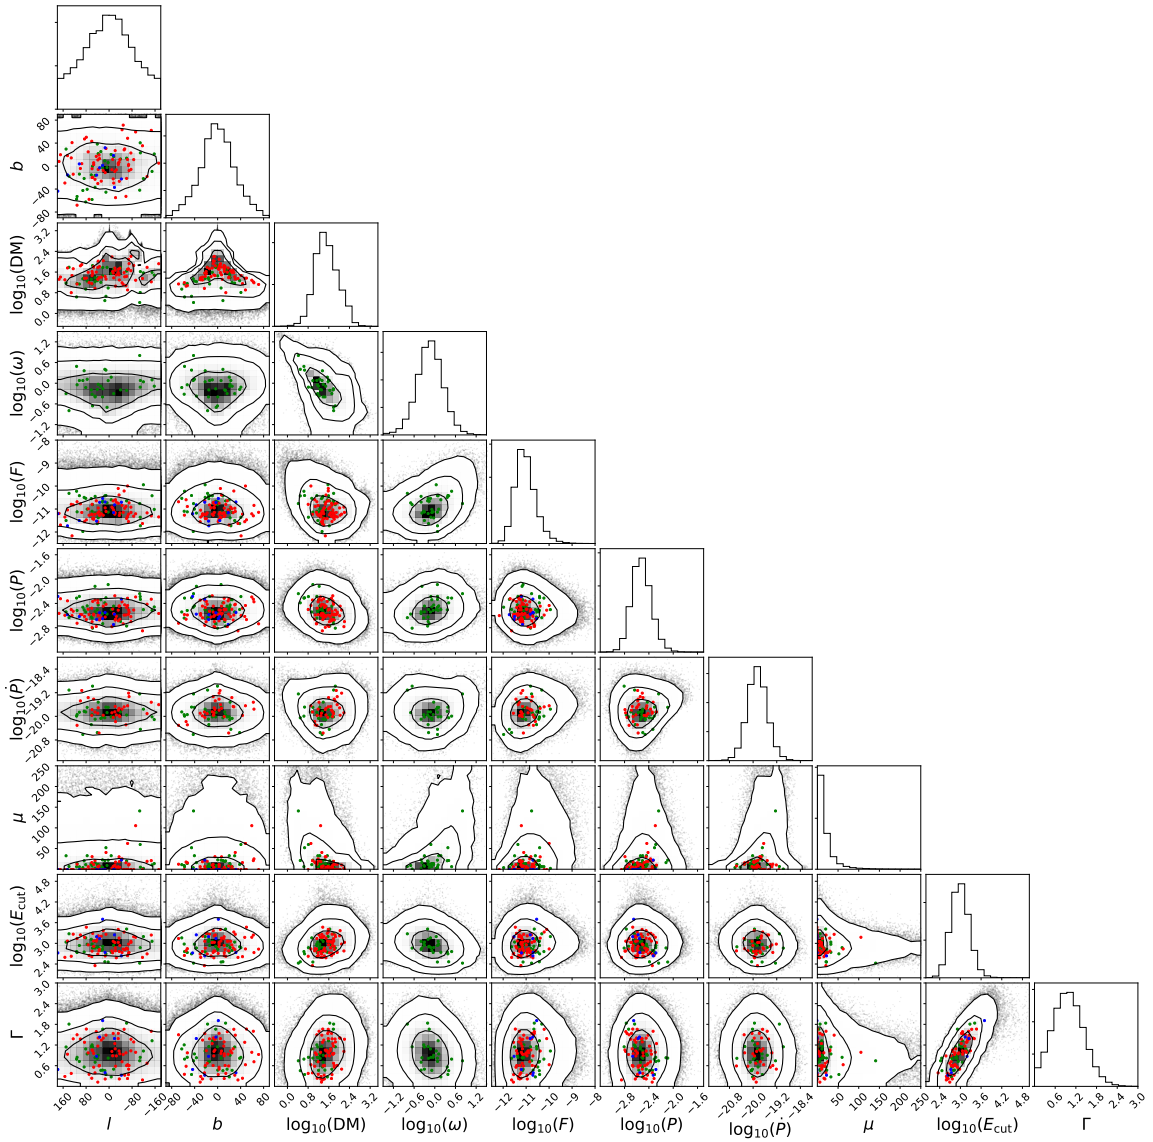 b
80
40
0
−40
−80
log₁₀(DM)
3.2
2.4
1.6
0.8
0.0
log₁₀(ω)
1.2
0.6
0.0
−0.6
−1.2
log₁₀(F)
−8
−9
−10
−11
−12
log₁₀(P)
−1.6
−2.0
−2.4
−2.8
log₁₀(Ṗ)
−18.4
−19.2
−20.0
−20.8
μ
250
200
150
100
50
log₁₀(E_cut)
4.8
4.2
3.6
3.0
2.4
Γ
3.0
2.4
1.8
1.2
0.6
160 80 0 −80 −160
−80 −40 0 40 80
0.0 0.8 1.6 2.4 3.2
−1.2 −0.6 0.0 0.6 1.2
−12 −11 −10 −9 −8
−2.8 −2.4 −2.0 −1.6
−20.8 −20.0 −19.2 −18.4
50 100 150 200 250
2.4 3.0 3.6 4.2 4.8
0.6 1.2 1.8 2.4 3.0
l b log₁₀(DM) log₁₀(ω) log₁₀(F) log₁₀(P) log₁₀(Ṗ) μ log₁₀(E_cut) Γ